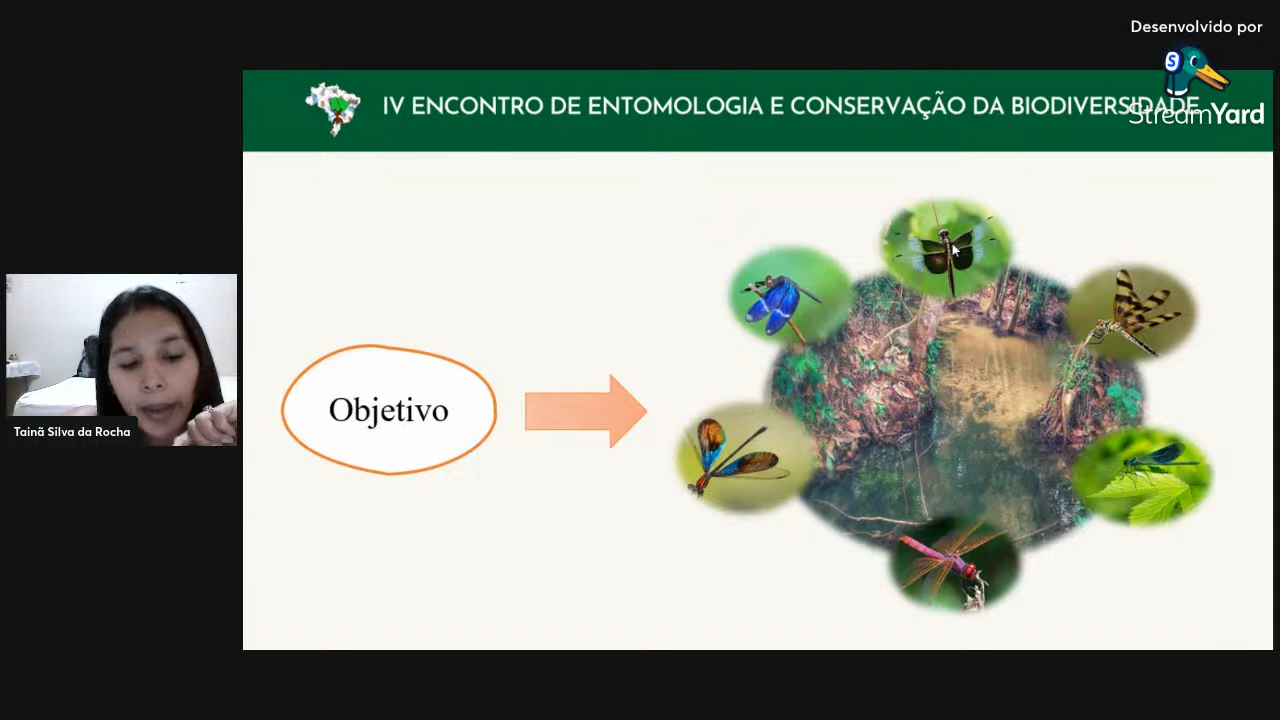 Desenvolvido por
StreamYard
IV ENCONTRO DE ENTOMOLOGIA E CONSERVAÇÃO DA BIODIVERSIDADE
Objetivo
Tainã Silva da Rocha